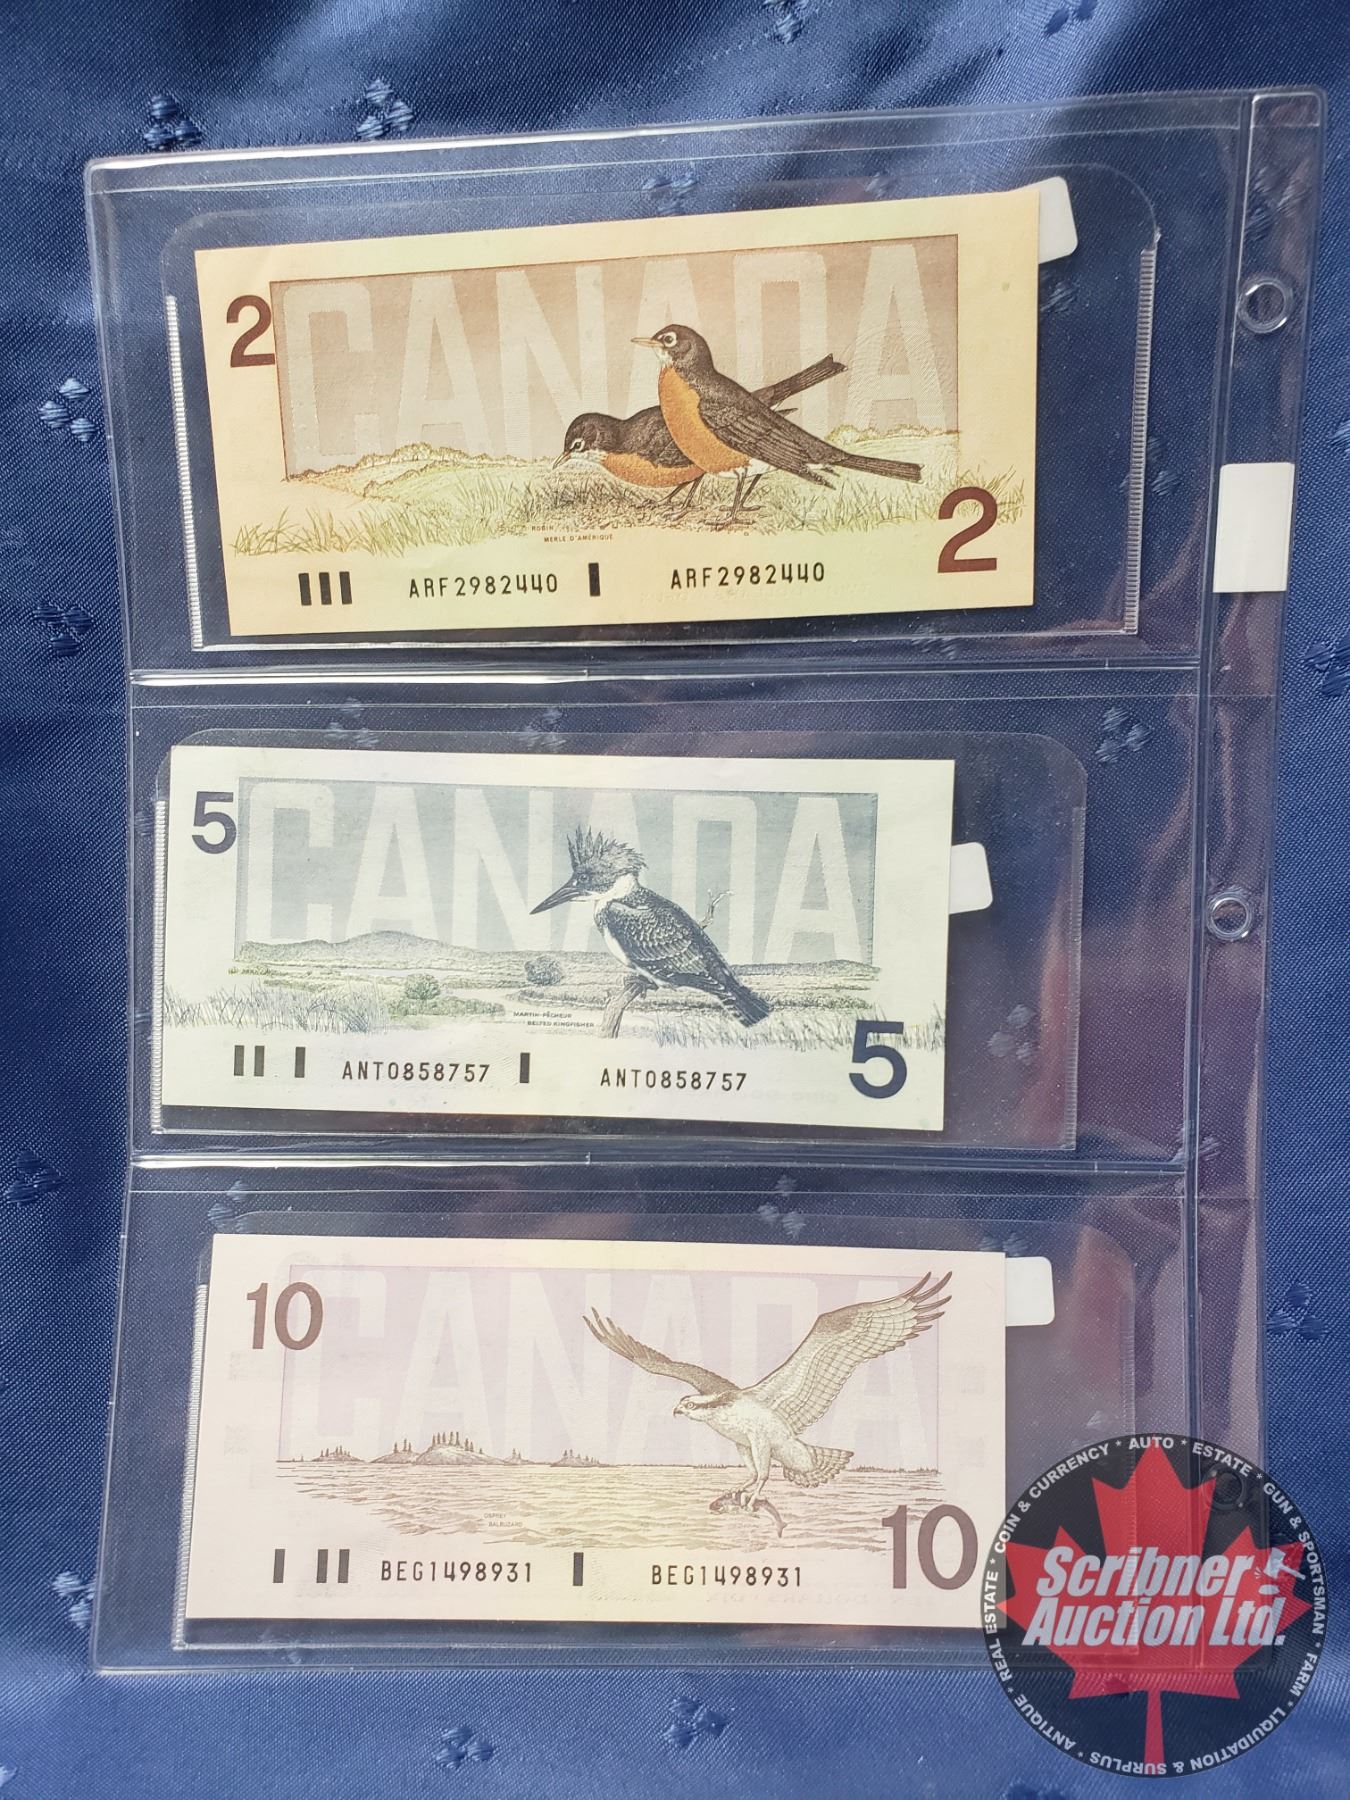 CANADA
2
ROBIN
MERLE D'AMÉRIQUE
2
ARF2982440 ARF2982440
CANADA
5
MARTIN-PÊCHEUR
BELTED KINGFISHER
5
ANT0858757 ANT0858757
CANADA
10
OSPREY
BALBUZARD
10
BEG1498931 BEG1498931
Scribner
Auction Ltd.
REAL ESTATE * COIN & CURRENCY * AUTO * ESTATE * GUN & SPORTSMAN * FARM * LIQUIDATION & SURPLUS * ANTIQUE *